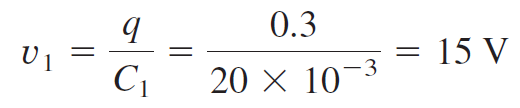 v₁ = q / C₁ = 0.3 / 20 × 10⁻³ = 15 V